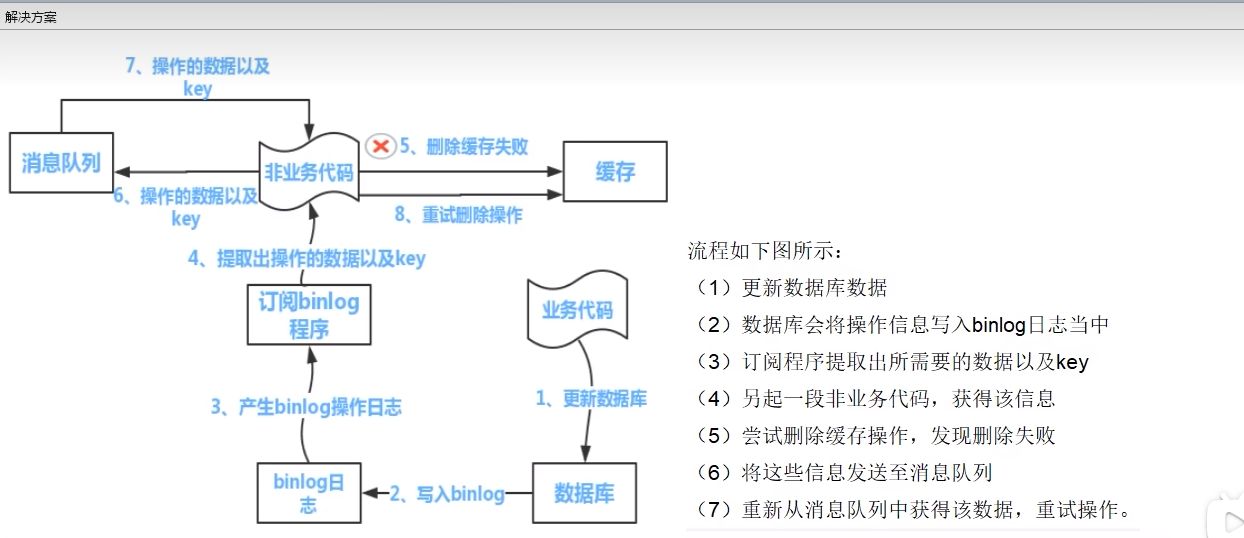 解决方案
7、操作的数据以及
key
消息队列
非业务代码
5、删除缓存失败
缓存
6、操作的数据以及
key
8、重试删除操作
4、提取出操作的数据以及key
订阅binlog
程序
业务代码
3、产生binlog操作日志
1、更新数据库
binlog日
志
2、写入binlog
数据库
流程如下图所示：
（1）更新数据库数据
（2）数据库会将操作信息写入binlog日志当中
（3）订阅程序提取出所需要的数据以及key
（4）另起一段非业务代码，获得该信息
（5）尝试删除缓存操作，发现删除失败
（6）将这些信息发送至消息队列
（7）重新从消息队列中获得该数据，重试操作。